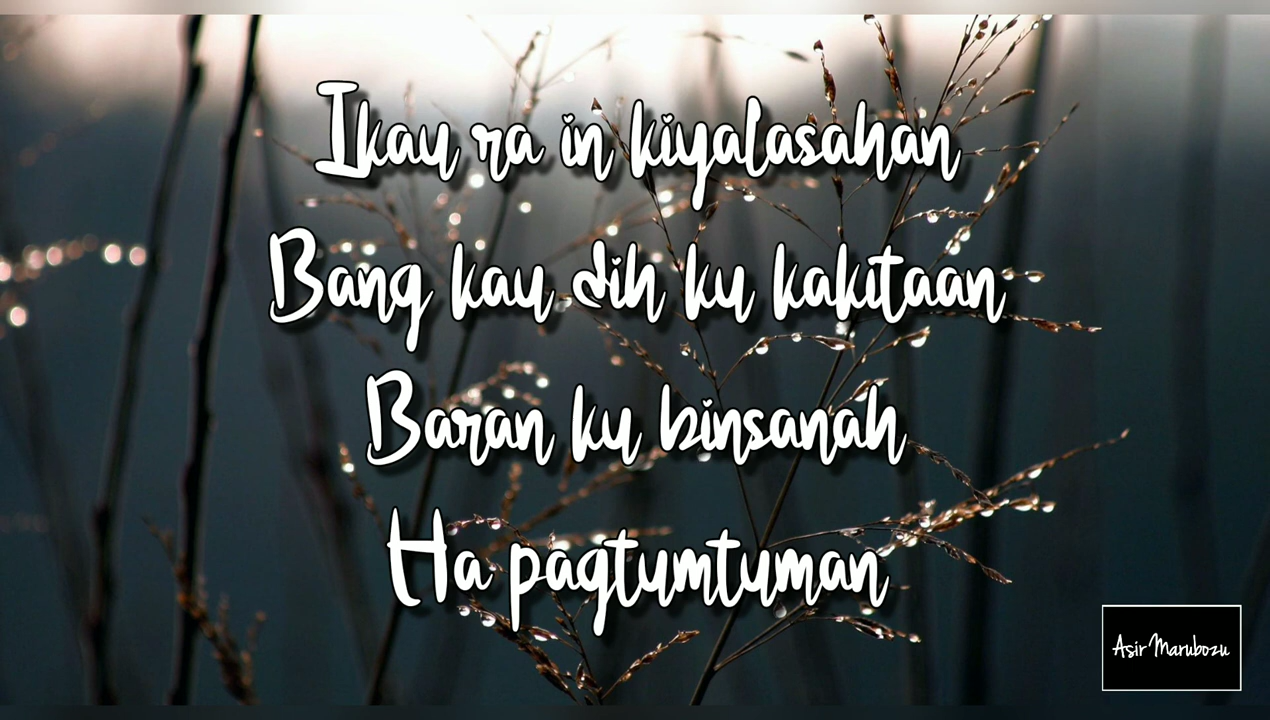 Ikau ra in kiyalasahan
Bang kau dih ku kakitaan
Baran ku binsanah
Ha pagtumtuman
Asir Marubozu